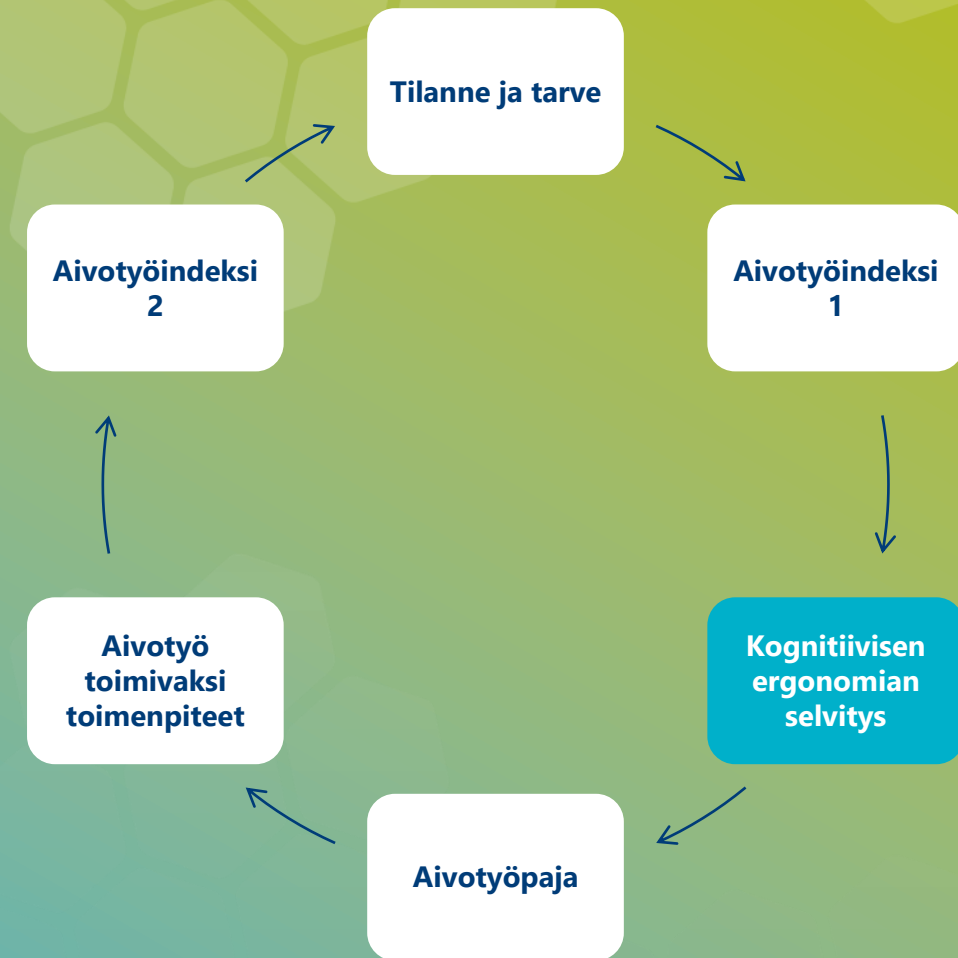 Tilanne ja tarve
Aivotyöindeksi
1
Kognitiivisen
ergonomian
selvitys
Aivotyöpaja
Aivotyö
toimivaksi
toimenpiteet
Aivotyöindeksi
2